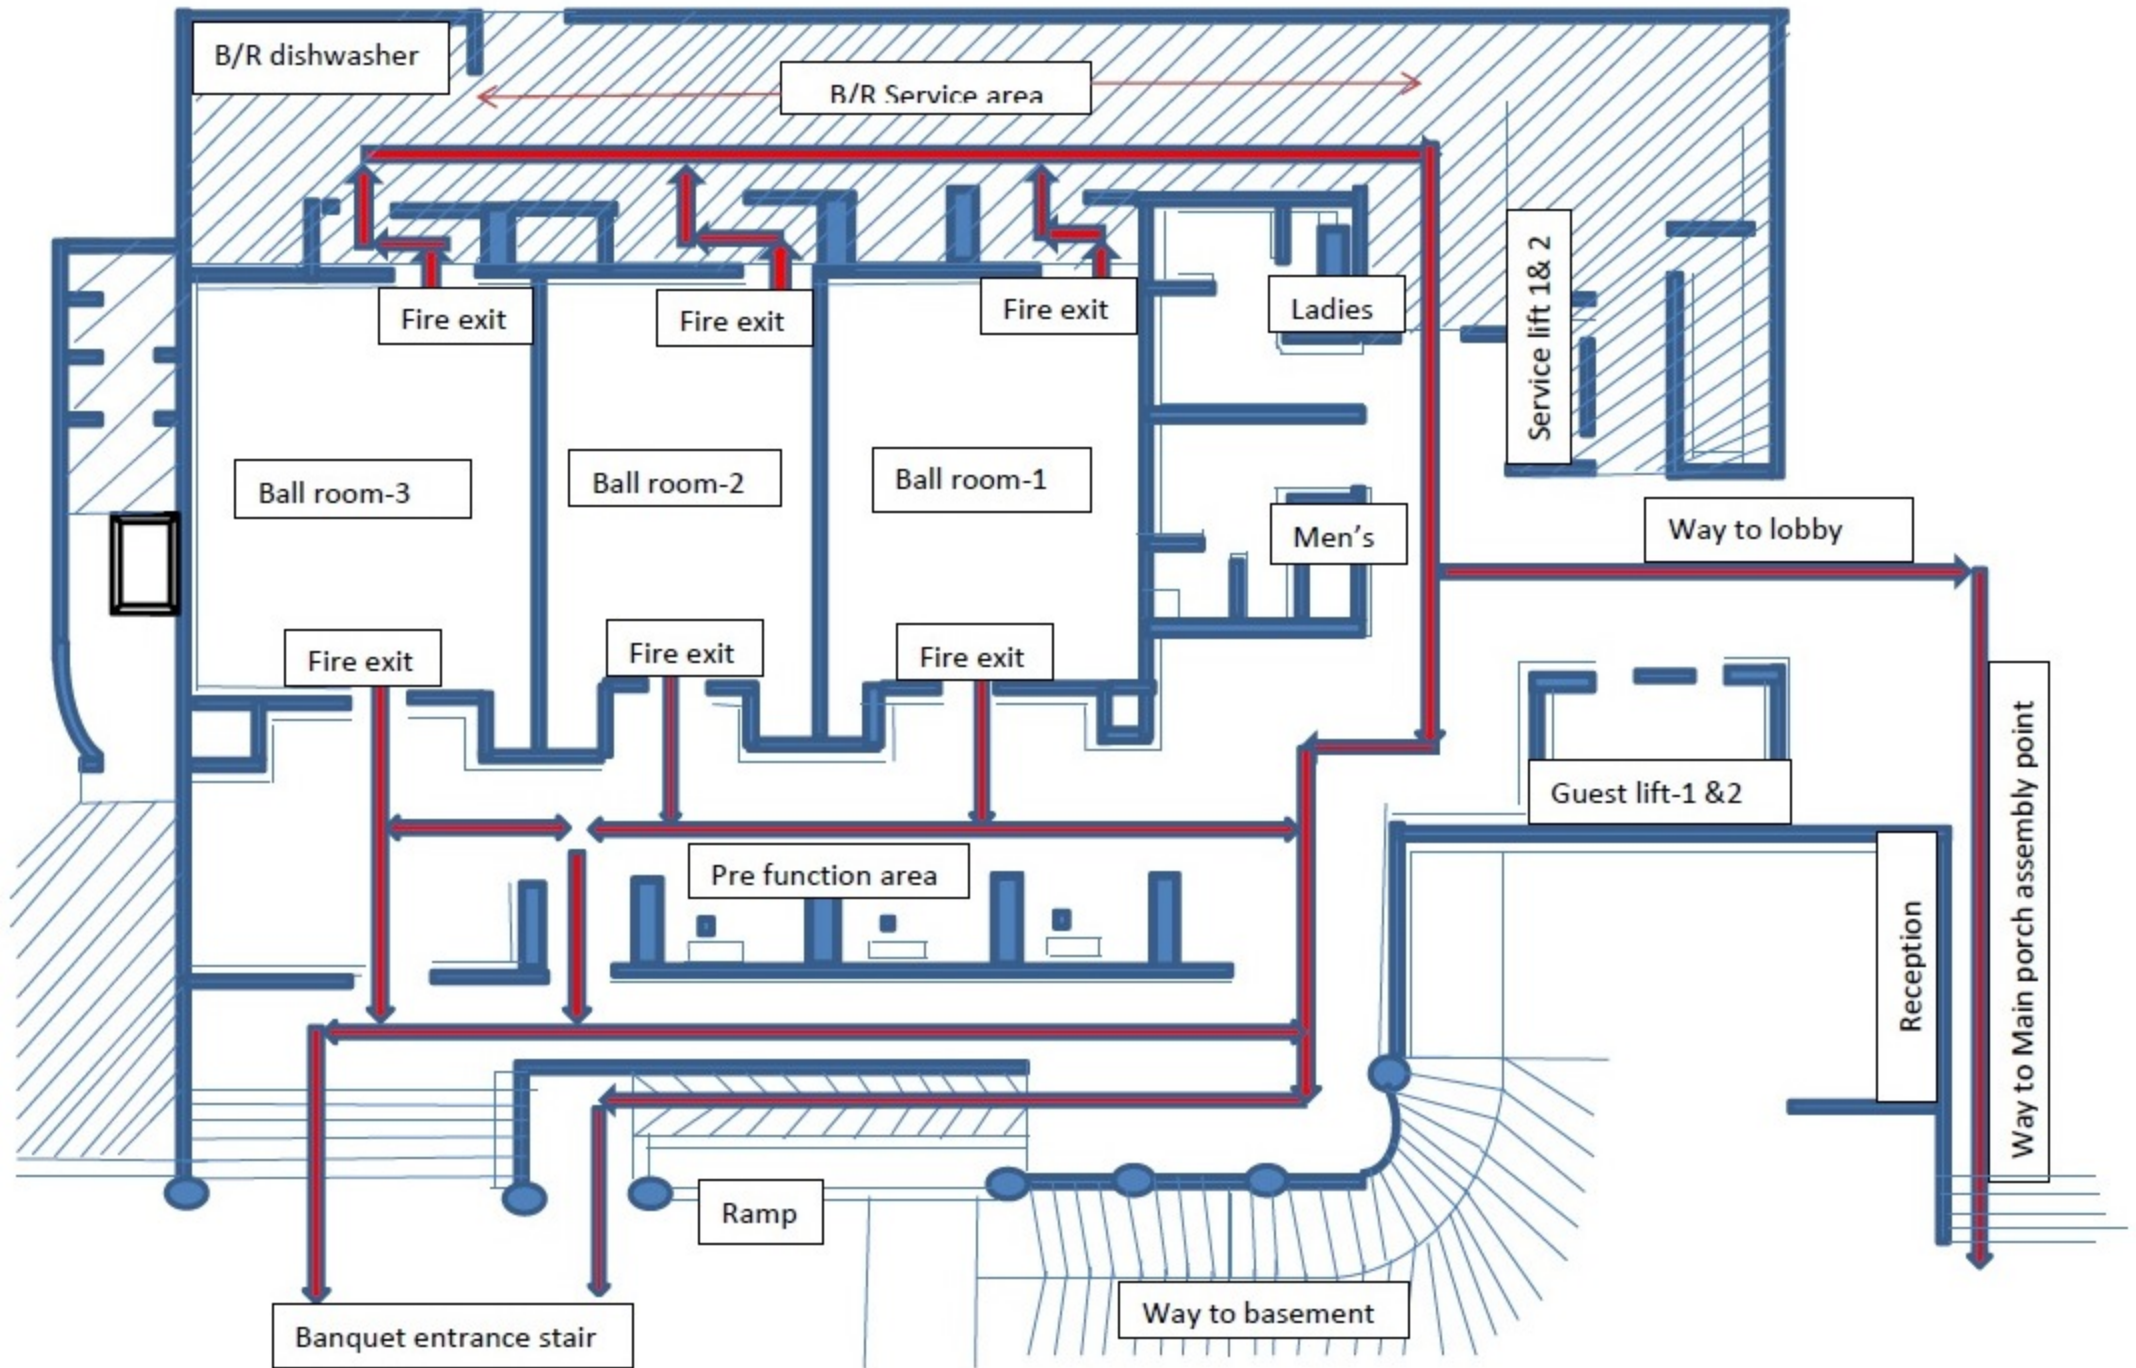 B/R dishwasher
B/R Service area
Fire exit
Fire exit
Fire exit
Ladies
Service lift 1& 2
Ball room-3
Ball room-2
Ball room-1
Men's
Way to lobby
Fire exit
Fire exit
Fire exit
Guest lift-1 &2
Pre function area
Reception
Way to Main porch assembly point
Ramp
Way to basement
Banquet entrance stair